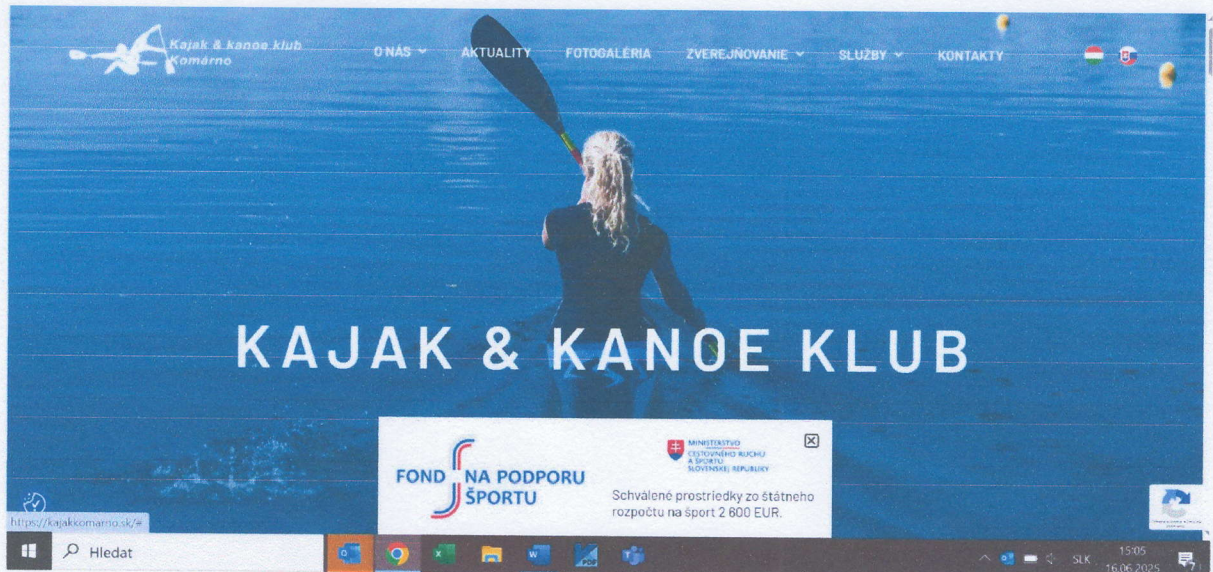 Kajak & kanoe klub
Komárno
O NÁS
AKTUALITY
FOTOGALÉRIA
ZVEREJŇOVANIE
SLUŽBY
KONTAKTY
KAJAK & KANOE KLUB
FOND NA PODPORU
ŠPORTU
MINISTERSTVO
CESTOVNÉHO RUCHU
A ŠPORTU
SLOVENSKEJ REPUBLIKY
Schválené prostriedky zo štátneho
rozpočtu na šport 2 600 EUR.
https://kajakkomarno.sk/#
Hledat
SLK
15:05
16.06.2025
7